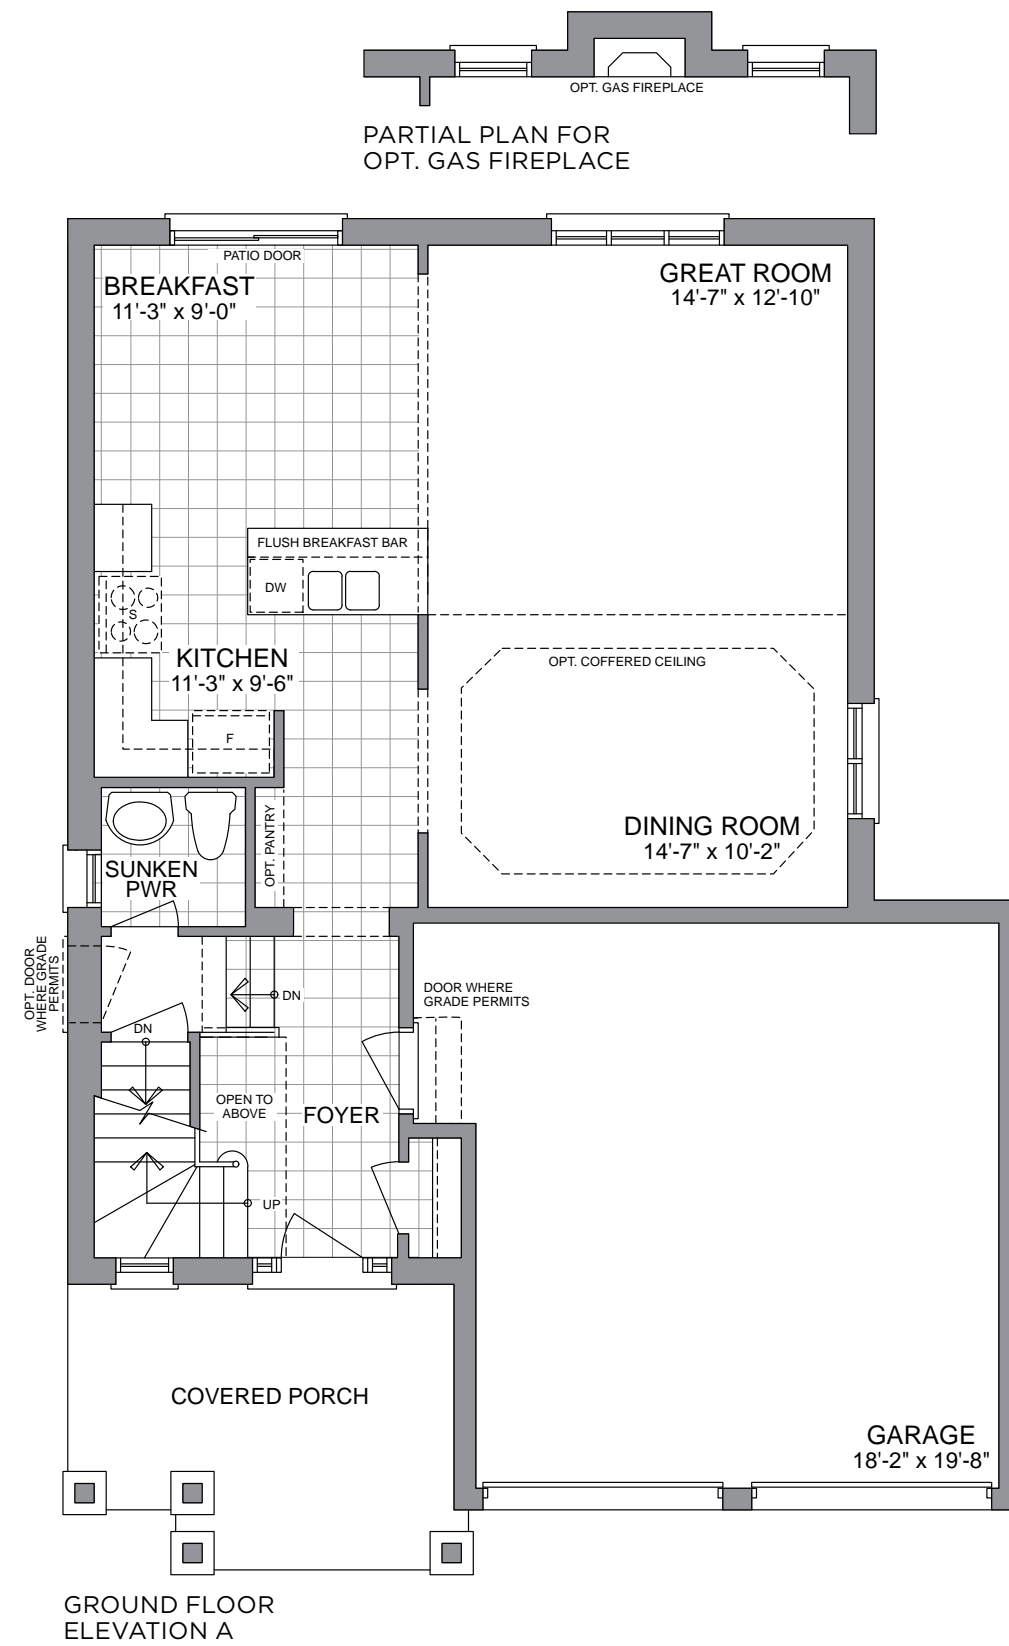 OPT. GAS FIREPLACE
PARTIAL PLAN FOR
OPT. GAS FIREPLACE
PATIO DOOR
BREAKFAST
11'-3" x 9'-0"
GREAT ROOM
14'-7" x 12'-10"
FLUSH BREAKFAST BAR
DW
S
KITCHEN
11'-3" x 9'-6"
F
OPT. COFFERED CEILING
DINING ROOM
14'-7" x 10'-2"
OPT. PANTRY
SUNKEN
PWR
OPT. DOOR
WHERE GRADE
PERMITS
DN
DN
DOOR WHERE
GRADE PERMITS
OPEN TO
ABOVE
FOYER
UP
COVERED PORCH
GARAGE
18'-2" x 19'-8"
GROUND FLOOR
ELEVATION A